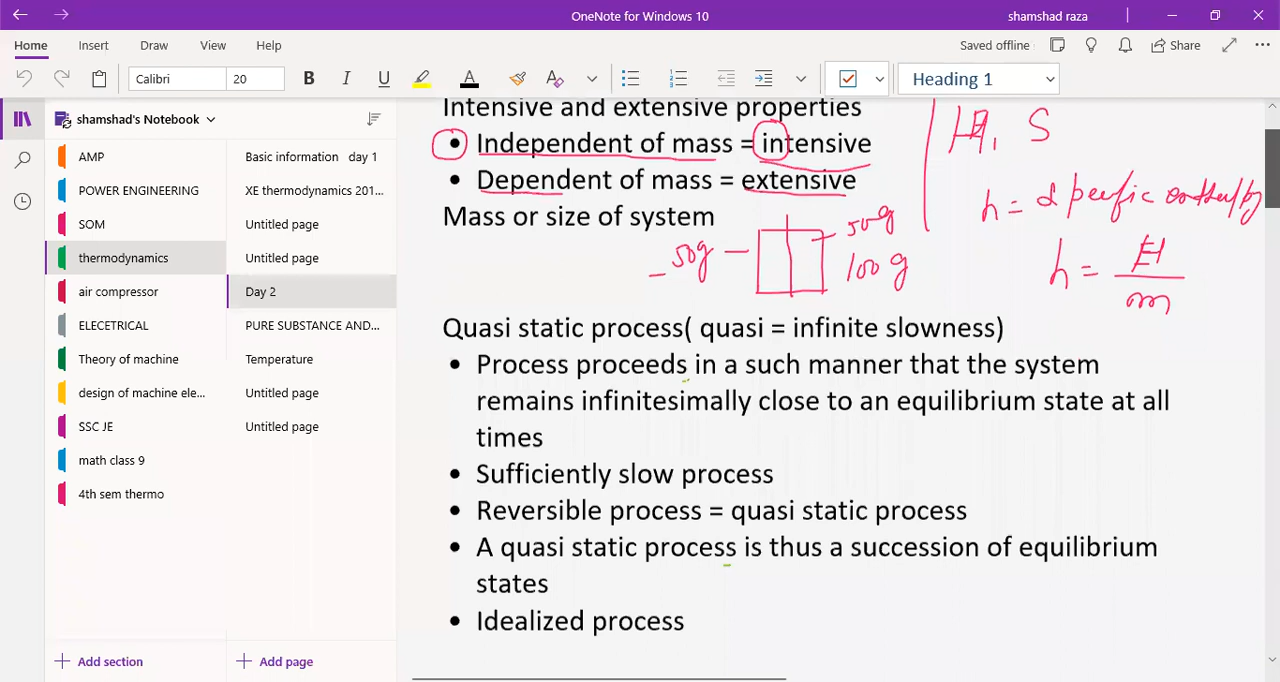 OneNote for Windows 10
shamshad raza
Home Insert Draw View Help
Saved offline
Share
Calibri 20 B I U A Heading 1
shamshad's Notebook
AMP
POWER ENGINEERING
SOM
thermodynamics
air compressor
ELECETRICAL
Theory of machine
design of machine ele...
SSC JE
math class 9
4th sem thermo
Add section
Basic information day 1
XE thermodynamics 201...
Untitled page
Untitled page
Day 2
PURE SUBSTANCE AND...
Temperature
Untitled page
Untitled page
Add page
Intensive and extensive properties
• Independent of mass = intensive
• Dependent of mass = extensive
Mass or size of system
50g
50g
100g
H, S
h = specific enthalpy
h = H
m
Quasi static process( quasi = infinite slowness)
• Process proceeds in a such manner that the system
remains infinitesimally close to an equilibrium state at all
times
• Sufficiently slow process
• Reversible process = quasi static process
• A quasi static process is thus a succession of equilibrium
states
• Idealized process